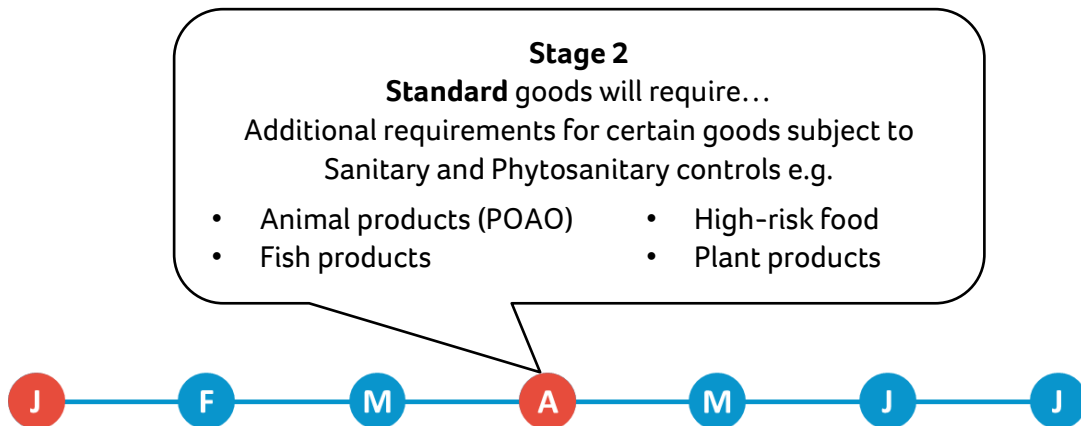 Stage 2
Standard goods will require…
Additional requirements for certain goods subject to
Sanitary and Phytosanitary controls e.g.
• Animal products (POAO)
• Fish products
• High-risk food
• Plant products
J F M A M J J